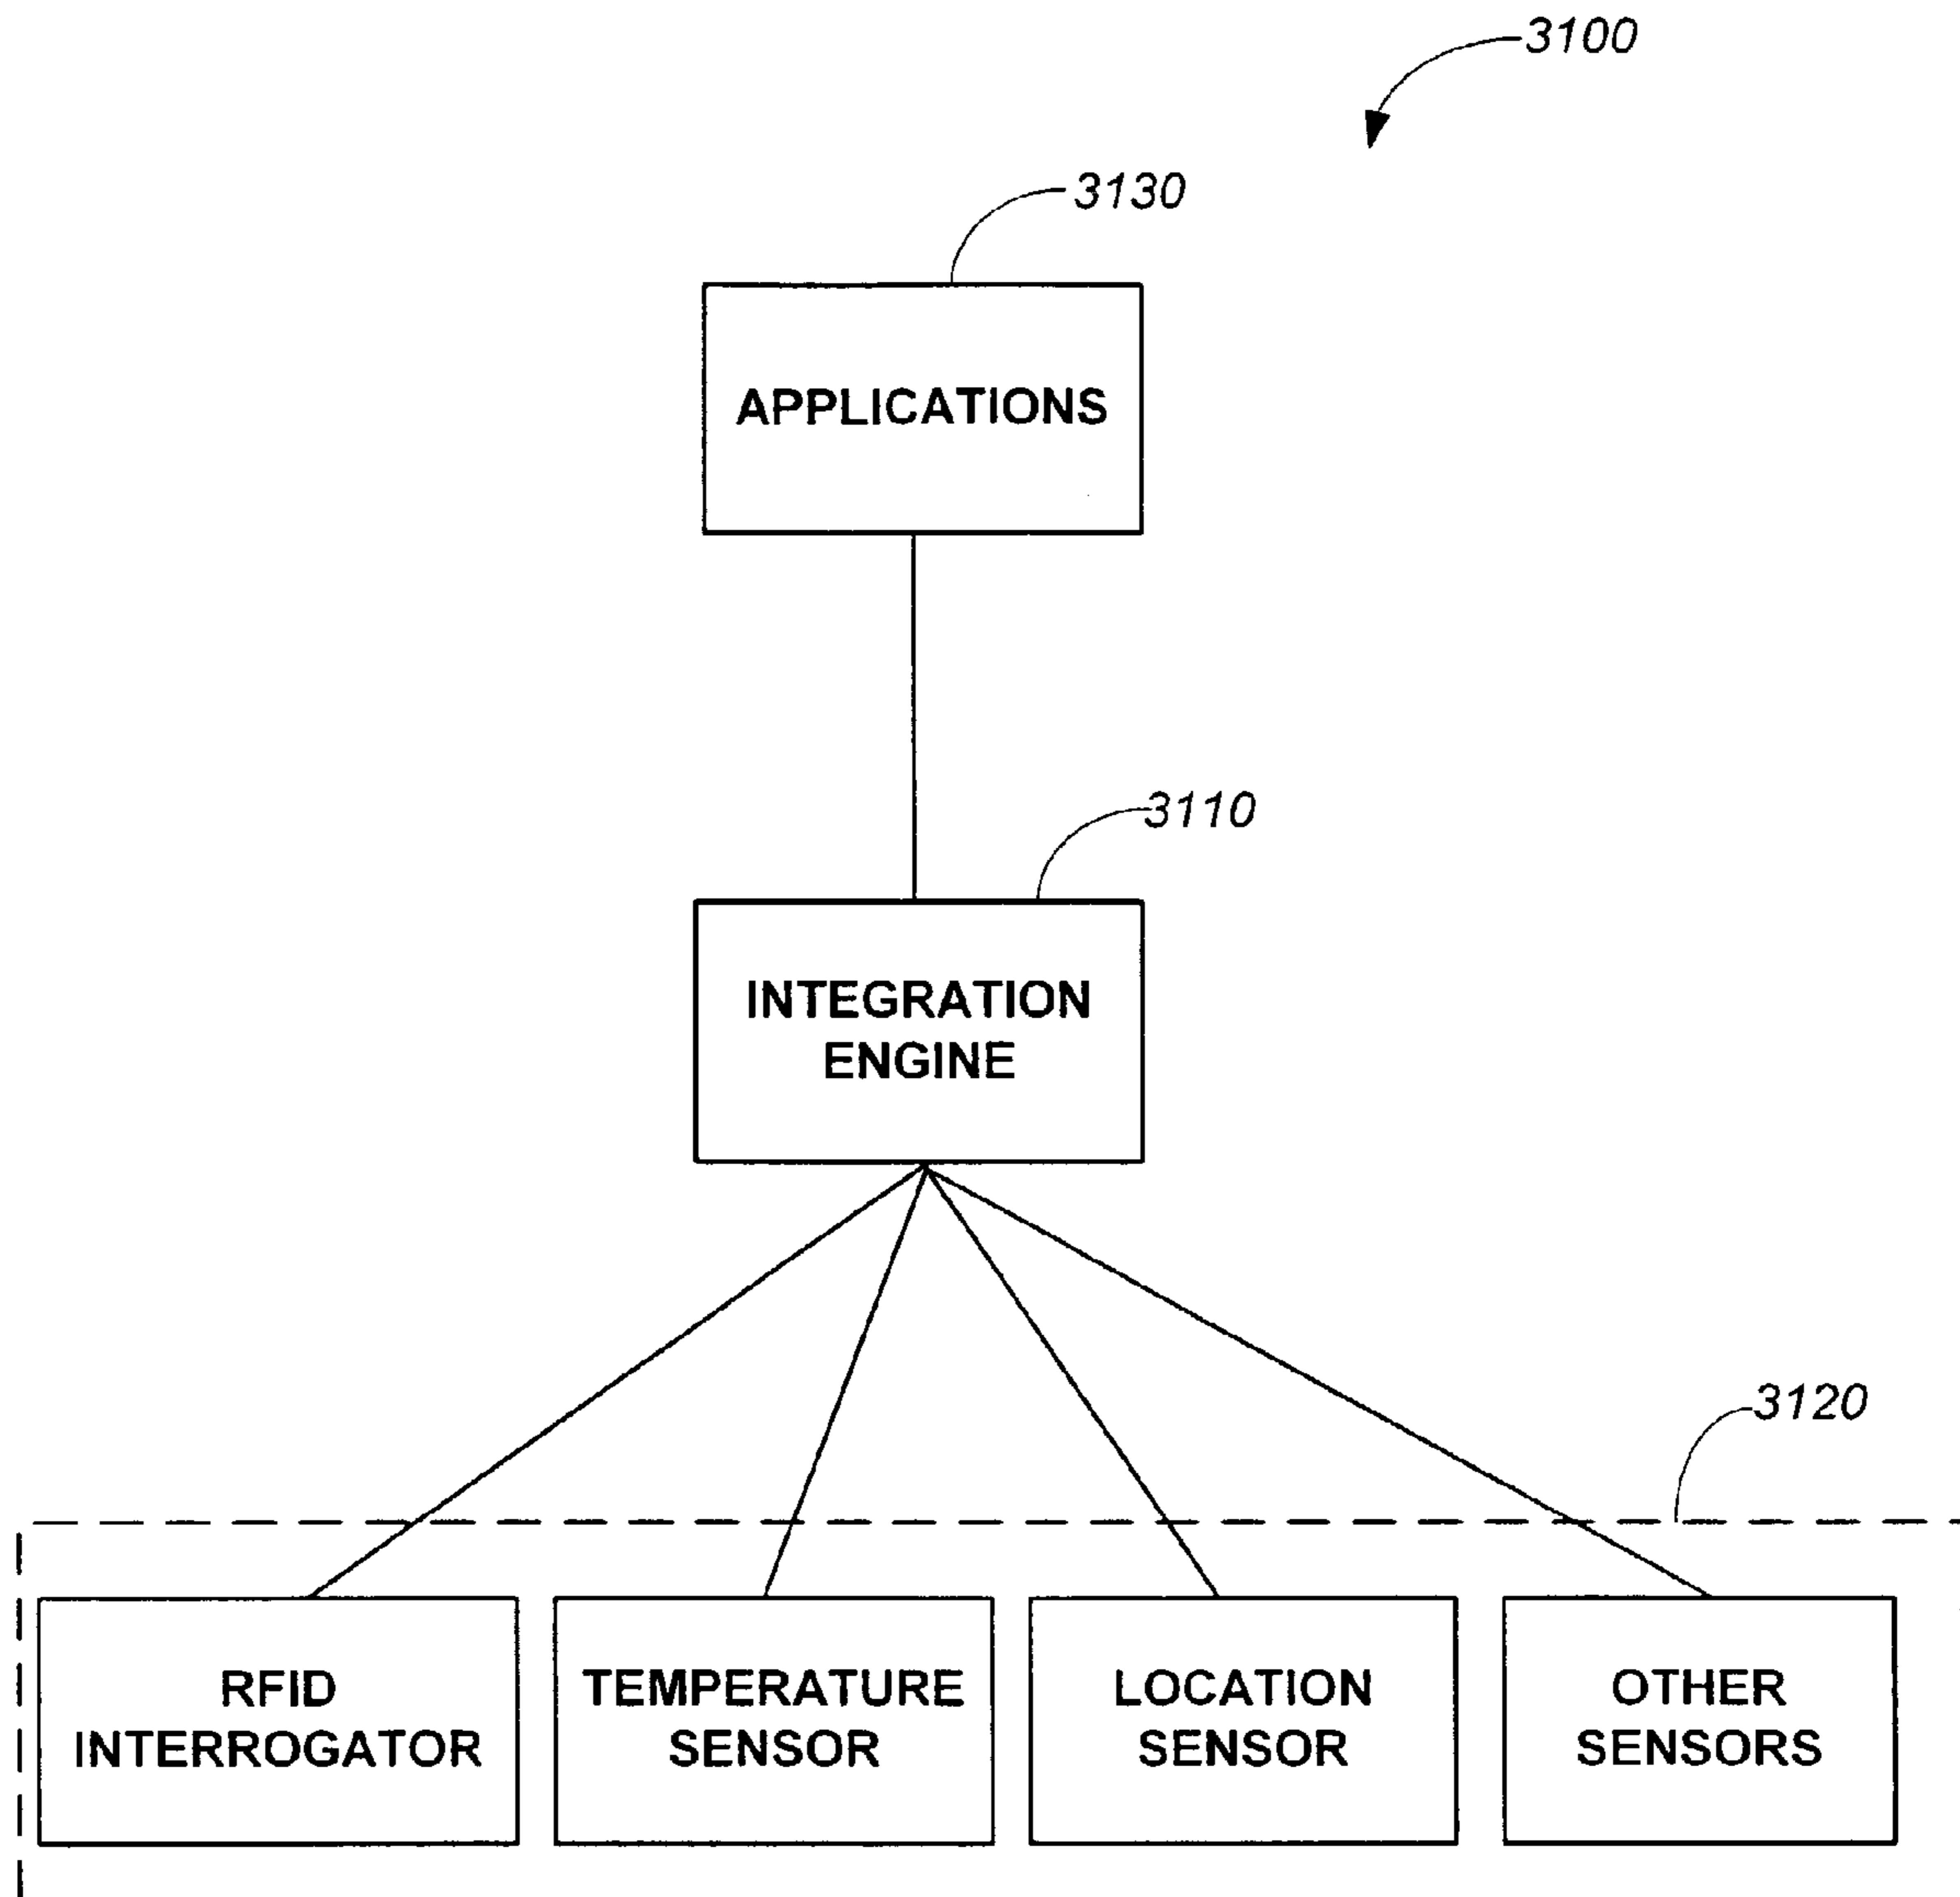 3100
3130
APPLICATIONS
3110
INTEGRATION
ENGINE
3120
RFID
INTERROGATOR
TEMPERATURE
SENSOR
LOCATION
SENSOR
OTHER
SENSORS